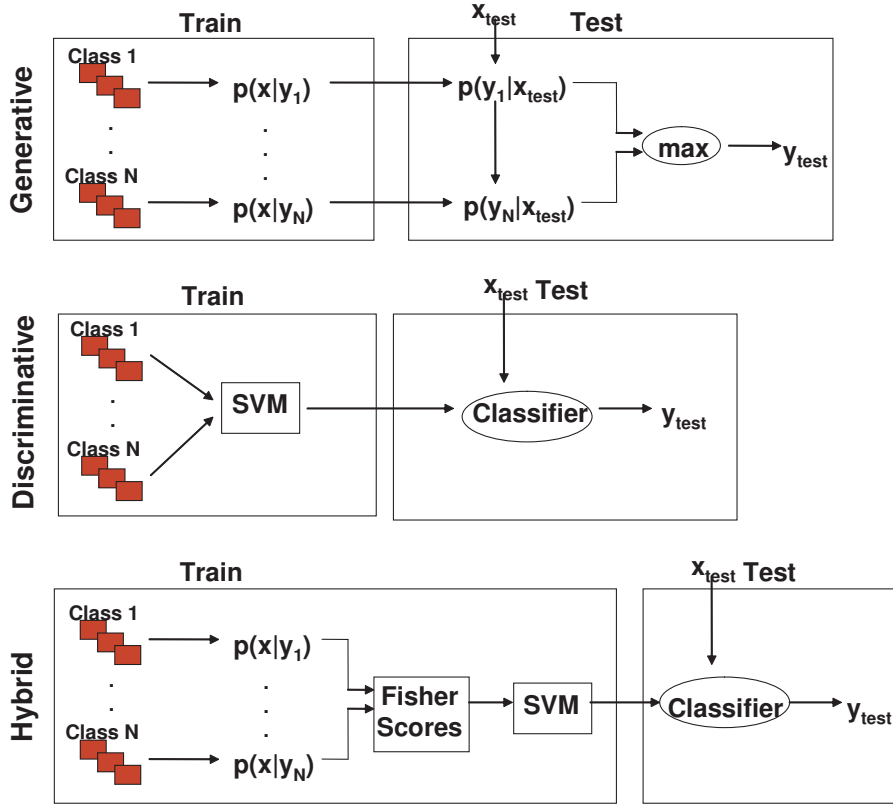 Generative
Train
Class 1
p(x|y_1)
.
.
.
.
Class N
p(x|y_N)
x_test
Test
p(y_1|x_test)
p(y_N|x_test)
max
y_test
Discriminative
Train
Class 1
.
.
Class N
SVM
x_test Test
Classifier
y_test
Hybrid
Train
Class 1
p(x|y_1)
.
.
.
.
Class N
p(x|y_N)
Fisher
Scores
SVM
x_test Test
Classifier
y_test